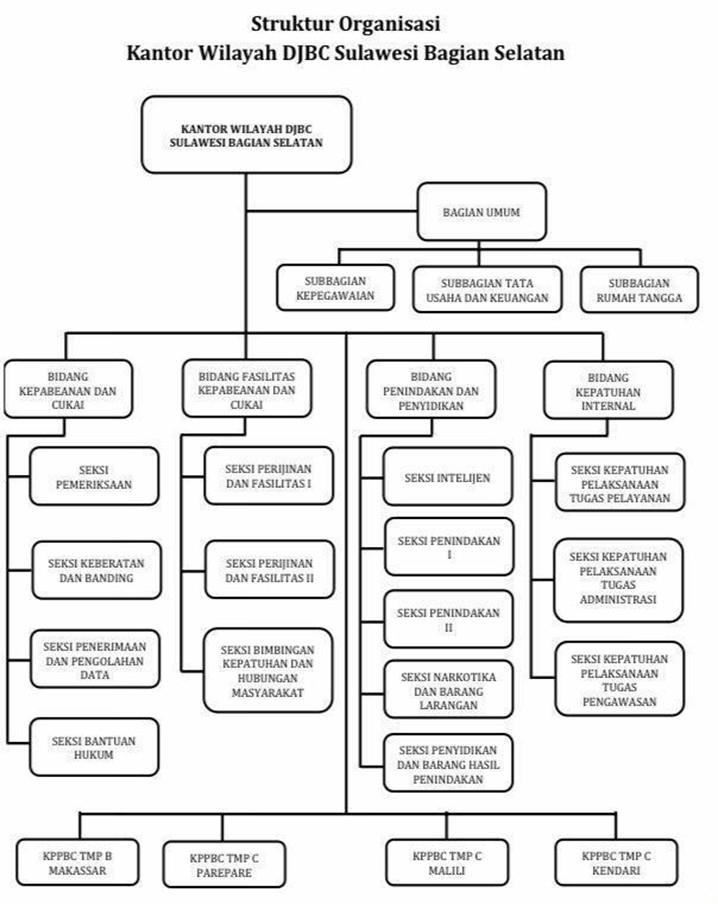 Struktur Organisasi
Kantor Wilayah DJBC Sulawesi Bagian Selatan
KANTOR WILAYAH DJBC
SULAWESI BAGIAN SELATAN
BAGIAN UMUM
SUBBAGIAN
KEPEGAWAIAN
SUBBAGIAN TATA
USAHA DAN KEUANGAN
SUBBAGIAN
RUMAH TANGGA
BIDANG
KEPABEANAN DAN
CUKAI
SEKSI
PEMERIKSAAN
SEKSI KEBERATAN
DAN BANDING
SEKSI PENERIMAAN
DAN PENGOLAHAN
DATA
SEKSI BANTUAN
HUKUM
BIDANG FASILITAS
KEPABEANAN DAN
CUKAI
SEKSI PERIJINAN
DAN FASILITAS I
SEKSI PERIJINAN
DAN FASILITAS II
SEKSI BIMBINGAN
KEPATUHAN DAN
HUBUNGAN
MASYARAKAT
BIDANG
PENINDAKAN DAN
PENYIDIKAN
SEKSI INTELIJEN
SEKSI PENINDAKAN
I
SEKSI PENINDAKAN
II
SEKSI NARKOTIKA
DAN BARANG
LARANGAN
SEKSI PENYIDIKAN
DAN BARANG HASIL
PENINDAKAN
BIDANG
KEPATUHAN
INTERNAL
SEKSI KEPATUHAN
PELAKSANAAN
TUGAS PELAYANAN
SEKSI KEPATUHAN
PELAKSANAAN
TUGAS
ADMINISTRASI
SEKSI KEPATUHAN
PELAKSANAAN
TUGAS
PENGAWASAN
KPPBC TMP B
MAKASSAR
KPPBC TMP C
PAREPARE
KPPBC TMP C
MALILI
KPPBC TMP C
KENDARI